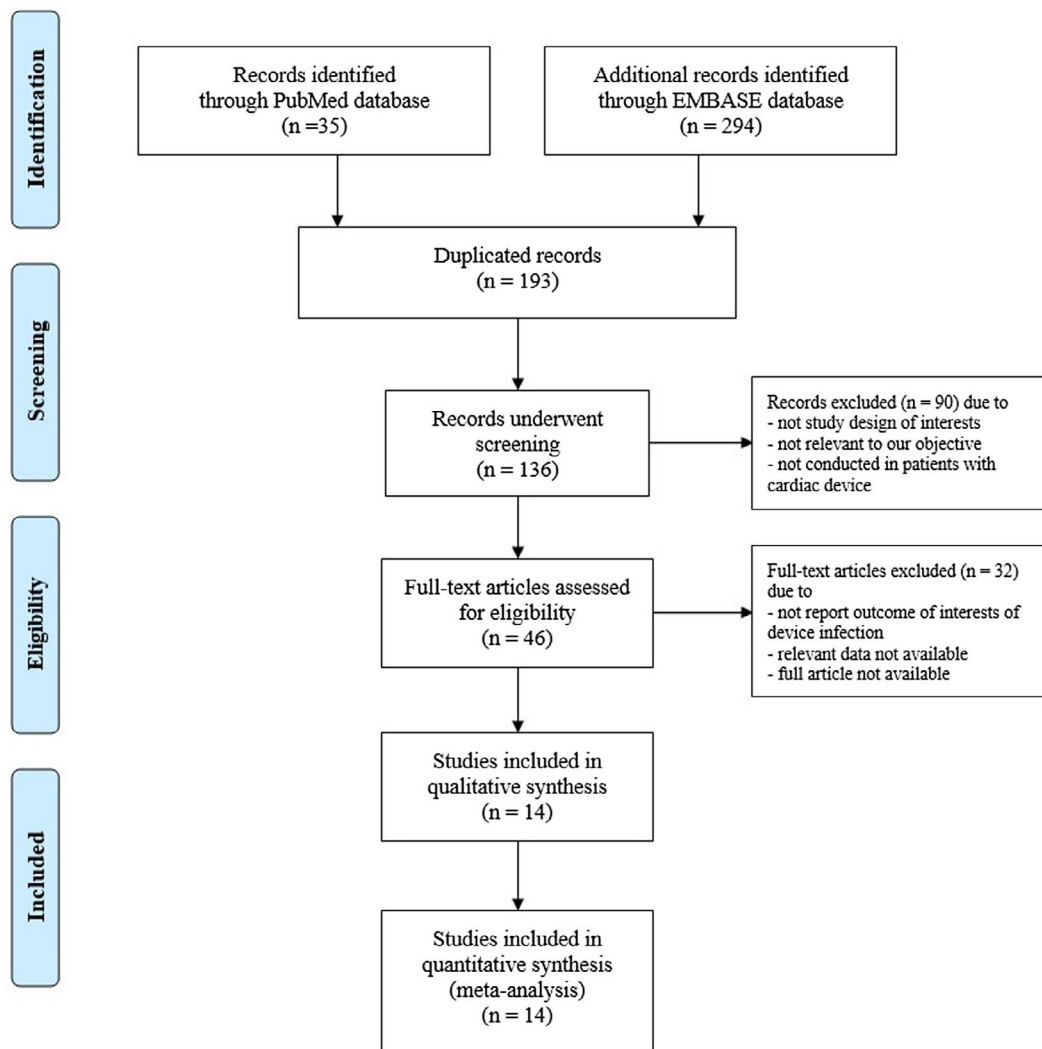 Identification
Records identified
through PubMed database
(n =35)
Additional records identified
through EMBASE database
(n = 294)
Duplicated records
(n = 193)
Screening
Records underwent
screening
(n = 136)
Records excluded (n = 90) due to
- not study design of interests
- not relevant to our objective
- not conducted in patients with
cardiac device
Eligibility
Full-text articles assessed
for eligibility
(n = 46)
Full-text articles excluded (n = 32)
due to
- not report outcome of interests of
device infection
- relevant data not available
- full article not available
Included
Studies included in
qualitative synthesis
(n = 14)
Studies included in
quantitative synthesis
(meta-analysis)
(n = 14)